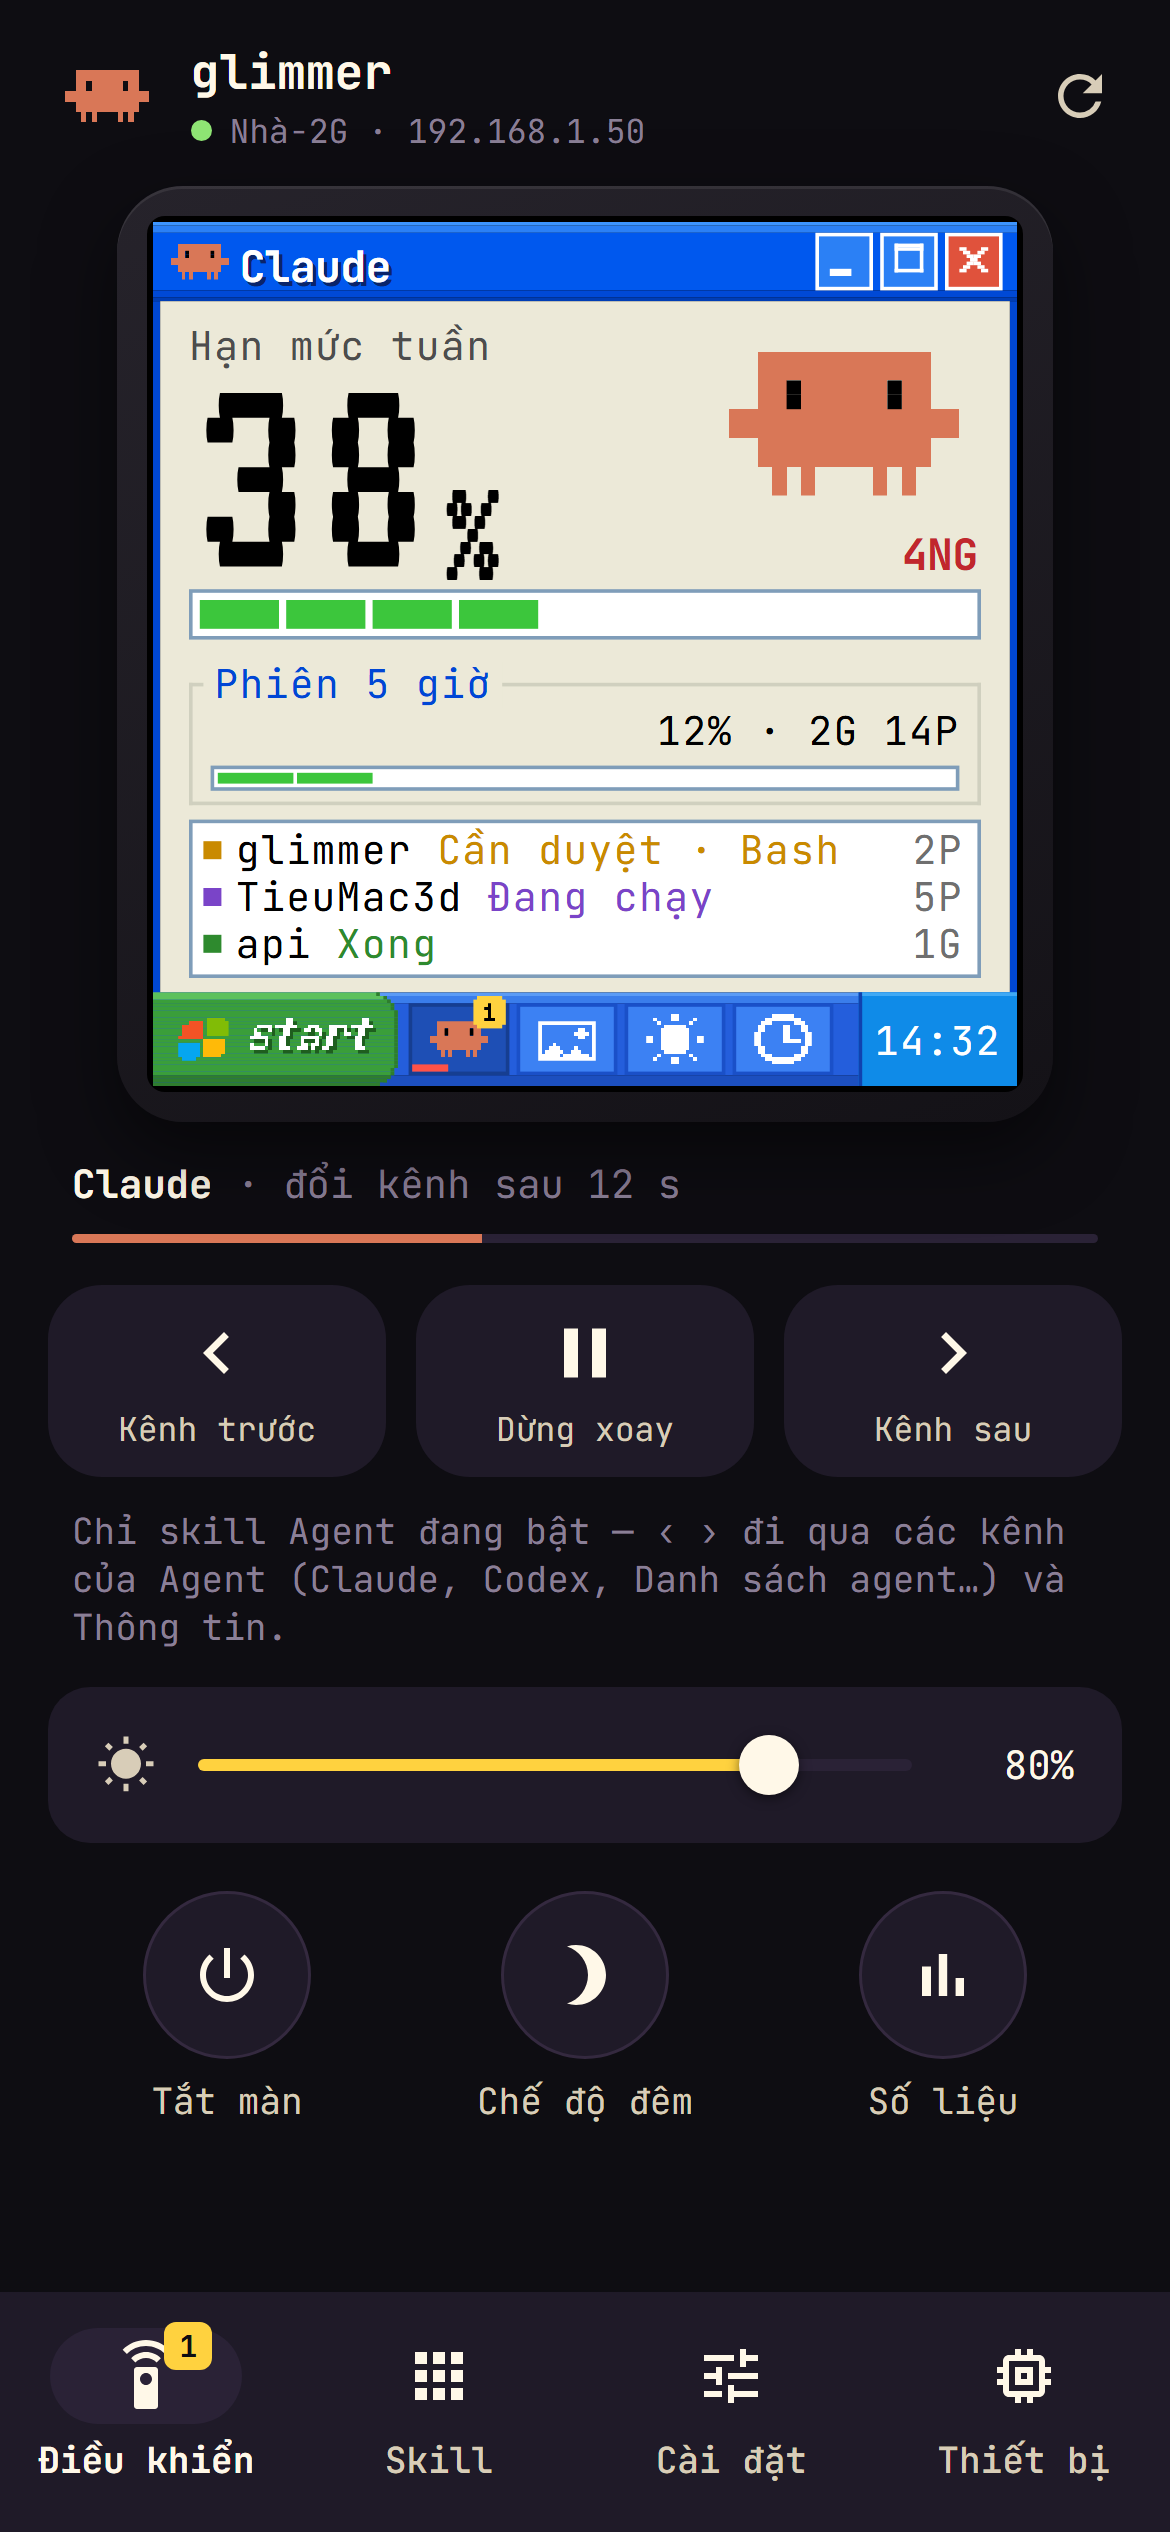 glimmer
Nhà-2G · 192.168.1.50
Claude
Hạn mức tuần
38%
4NG
Phiên 5 giờ
12% · 2G 14P
glimmer Cần duyệt · Bash 2P
TieuMac3d Đang chạy 5P
api Xong 1G
start 1 14:32
Claude · đổi kênh sau 12 s
Kênh trước Dừng xoay Kênh sau
Chỉ skill Agent đang bật — ‹ › đi qua các kênh
của Agent (Claude, Codex, Danh sách agent…) và
Thông tin.
80%
Tắt màn Chế độ đêm Số liệu
1
Điều khiển Skill Cài đặt Thiết bị